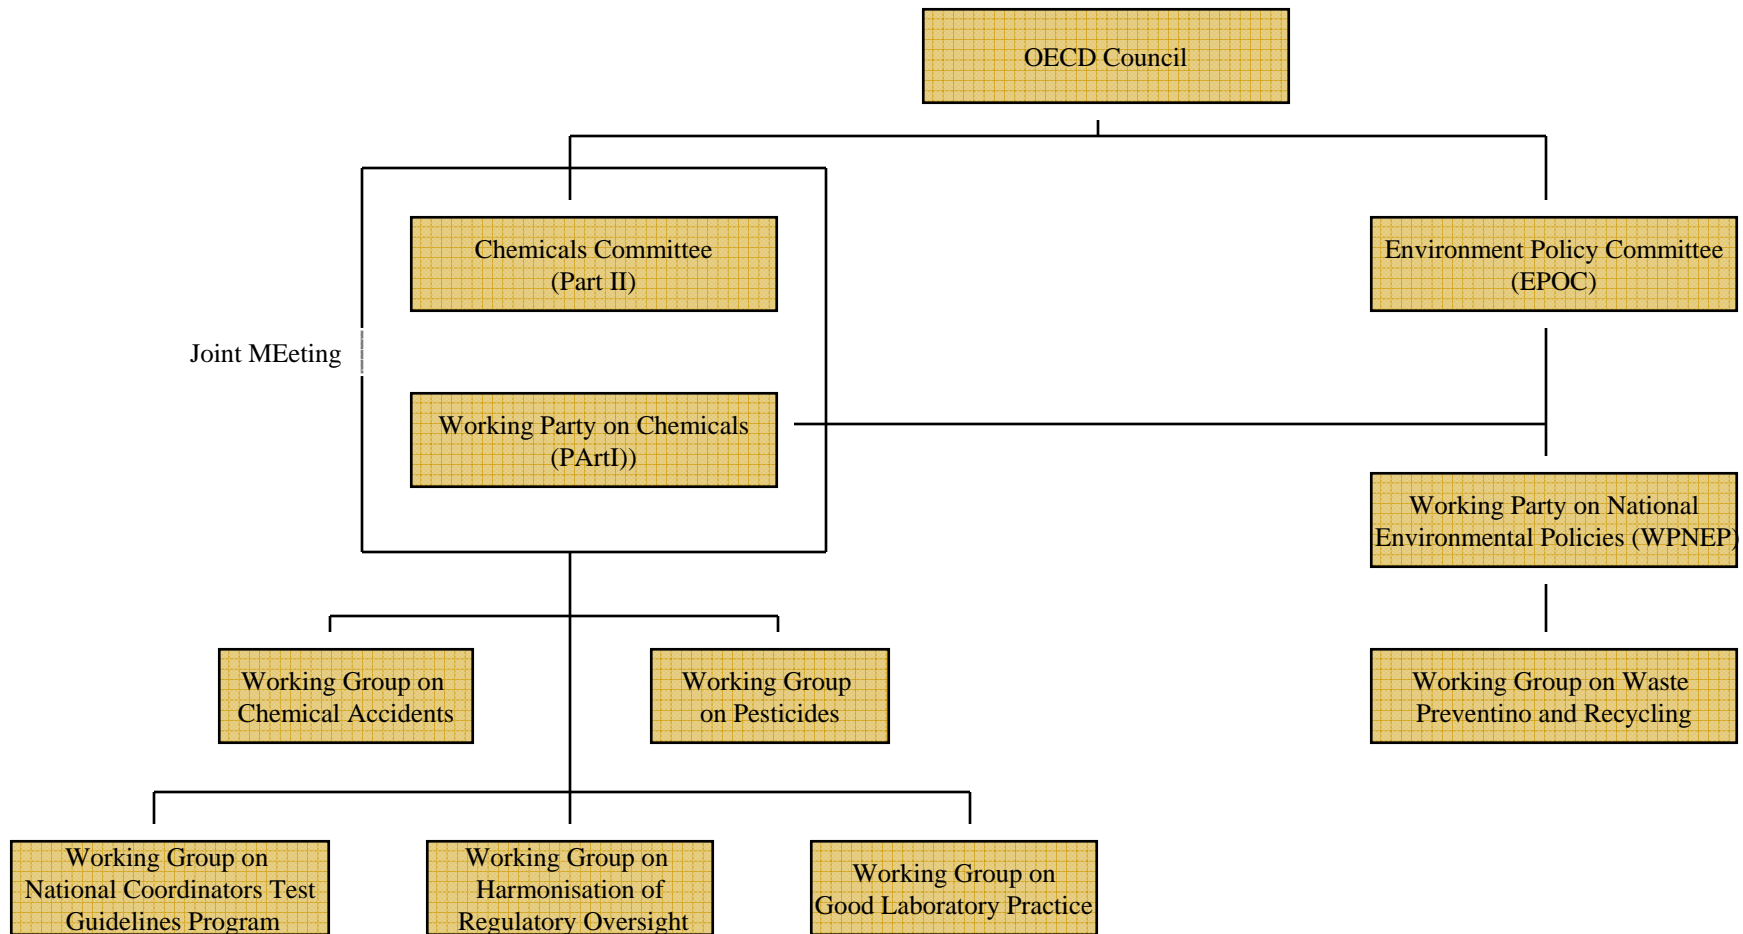 OECD Council
Chemicals Committee
(Part II)
Environment Policy Committee
(EPOC)
Joint MEeting
Working Party on Chemicals
(PArtI))
Working Party on National
Environmental Policies (WPNEP)
Working Group on
Chemical Accidents
Working Group
on Pesticides
Working Group on Waste
Preventino and Recycling
Working Group on
National Coordinators Test
Guidelines Program
Working Group on
Harmonisation of
Regulatory Oversight
Working Group on
Good Laboratory Practice